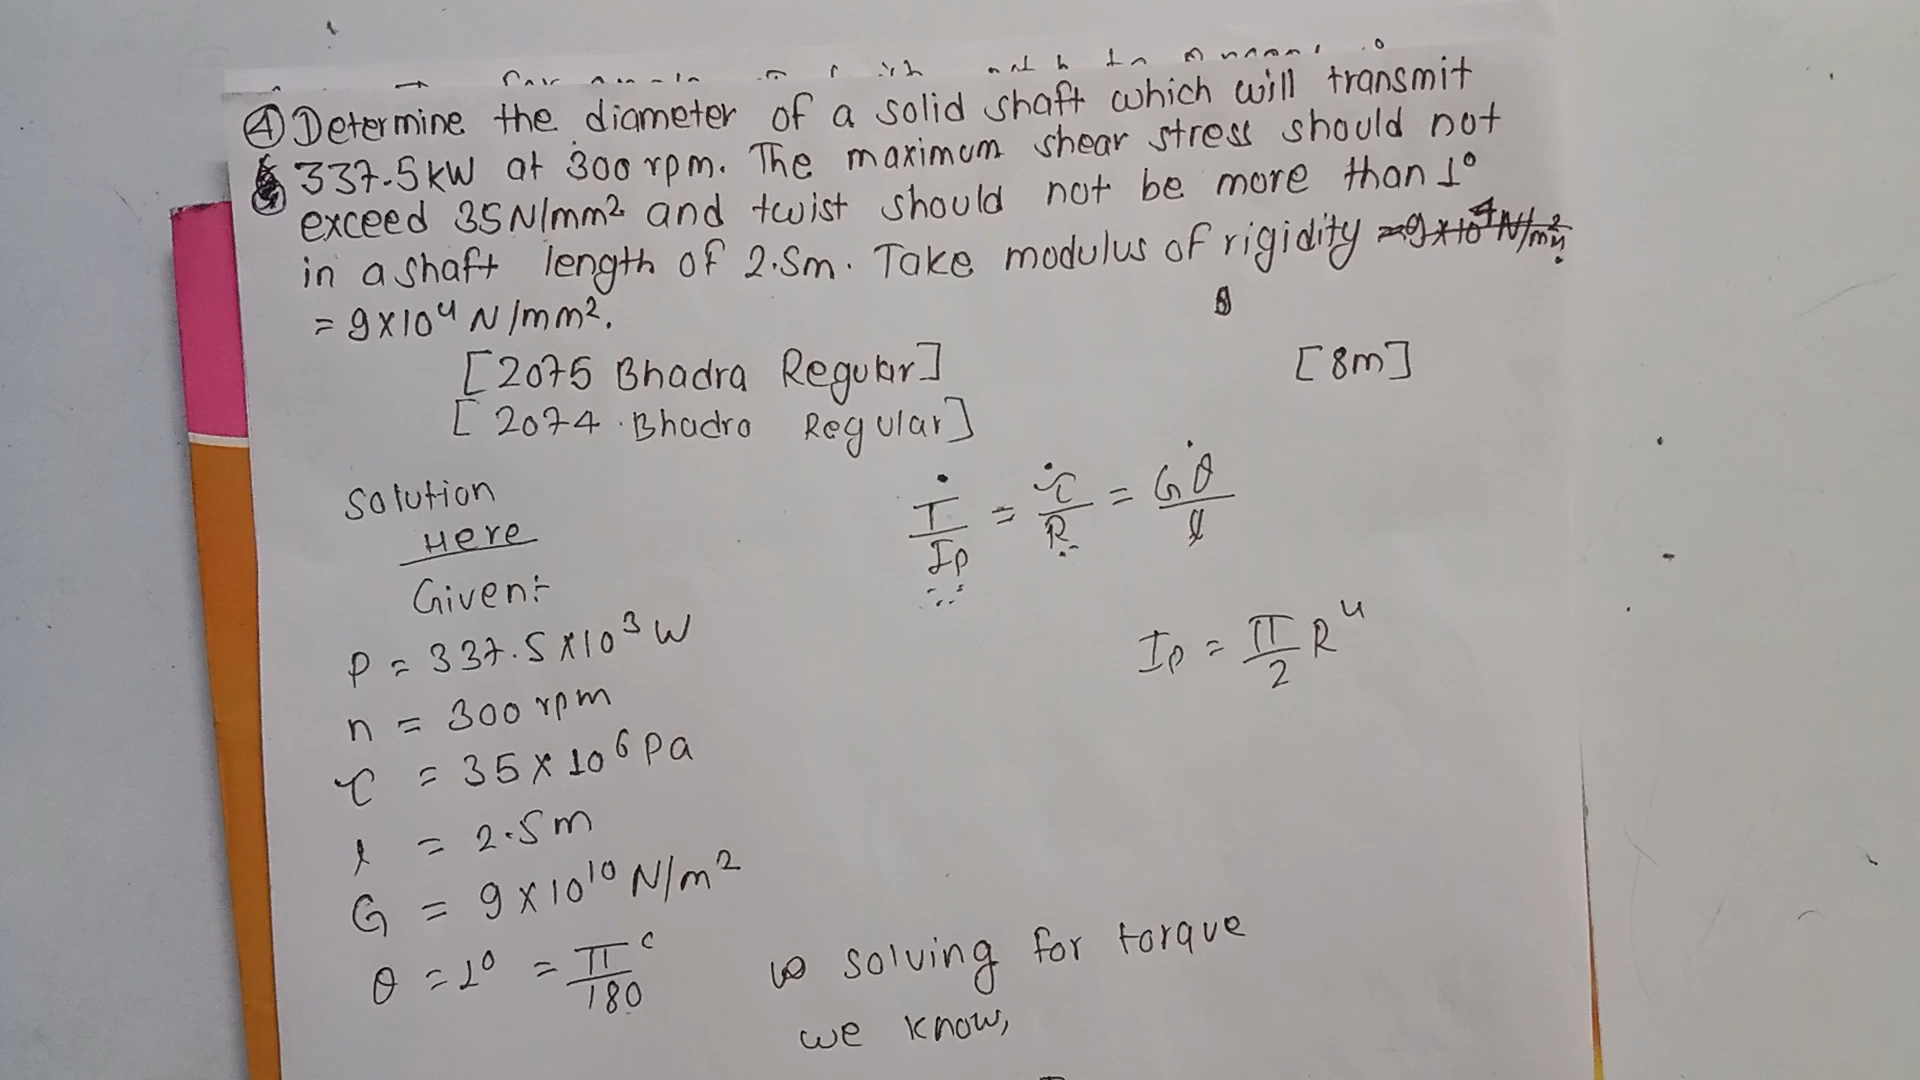 ④ Determine the diameter of a solid shaft which will transmit
337.5 kW at 300 rpm. The maximum shear stress should not
exceed 35 N/mm² and twist should not be more than 1°
in a shaft length of 2.5m. Take modulus of rigidity
= 9×10⁴ N/mm².
[2075 Bhadra Regular] [8m]
[2074 Bhadra Regular]
Solution
Here
Given:
T/Ip = τ/R = Gθ/l
P = 337.5×10³ W
Ip = π/2 R⁴
n = 300 rpm
τ = 35×10⁶ Pa
l = 2.5m
G = 9×10¹⁰ N/m²
θ = 1° = π/180 ᶜ
solving for torque
we know,